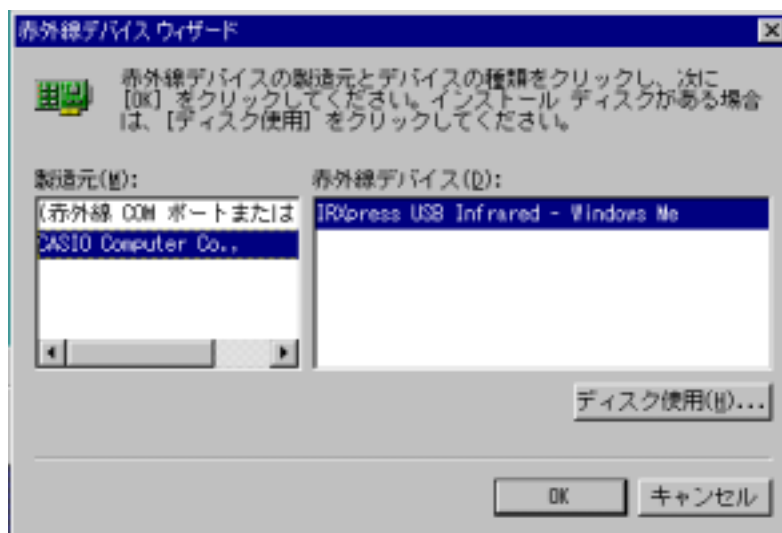 赤外線デバイス ウィザード
赤外線デバイスの製造元とデバイスの種類をクリックし、次に
[OK] をクリックしてください。インストール ディスクがある場合
は、[ディスク使用] をクリックしてください。
製造元(M):
赤外線デバイス(D):
(赤外線 COM ポートまたは
CASIO Computer Co.,
IRXpress USB Infrared - Windows Me
ディスク使用(H)...
OK
キャンセル